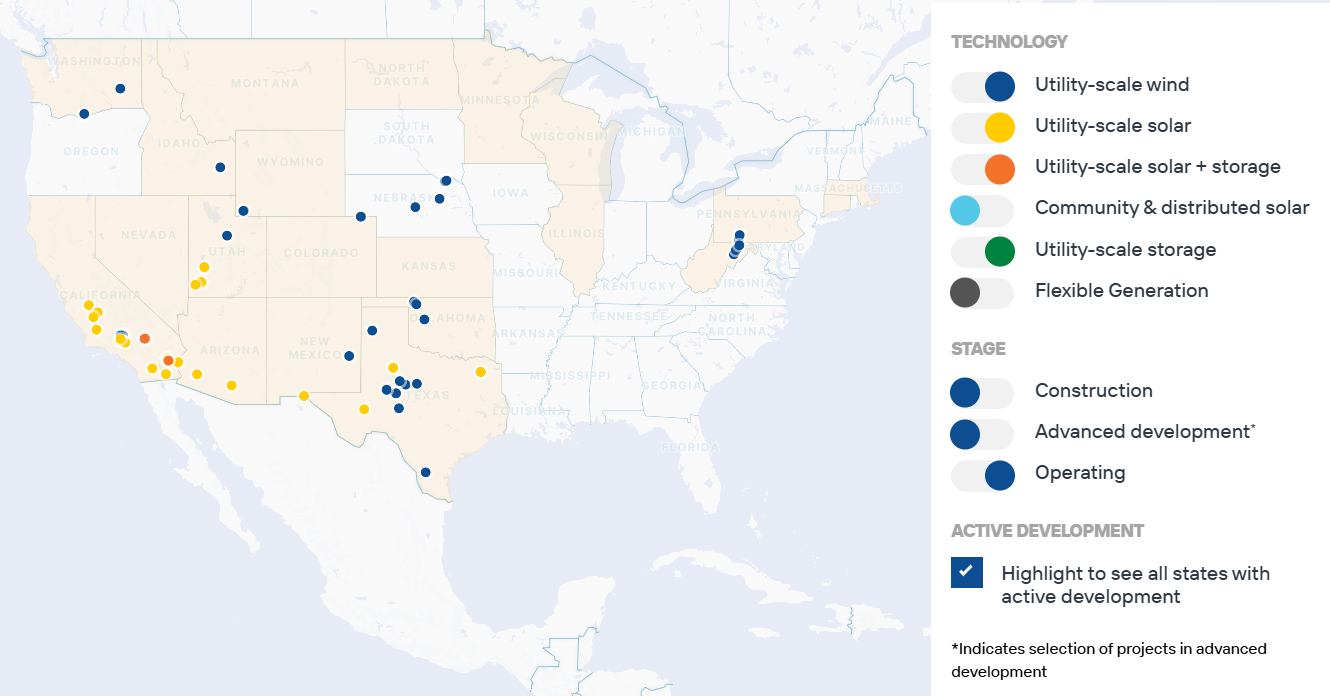 WASHINGTON
MONTANA
NORTH
DAKOTA
MINNESOTA
SOUTH
DAKOTA
OREGON
IDAHO
WYOMING
WISCONSIN
MICHIGAN
MAINE
VERMONT
MASSACHUSETTS
IOWA
PENNSYLVANIA
NEVADA
UTAH
COLORADO
KANSAS
ILLINOIS
MISSOURI
KENTUCKY
VIRGINIA
CALIFORNIA
ARIZONA
NEW
MEXICO
ARKANSAS
TENNESSEE
NORTH
CAROLINA
MISSISSIPPI
GEORGIA
TEXAS
LOUISIANA
FLORIDA
TECHNOLOGY
Utility-scale wind
Utility-scale solar
Utility-scale solar + storage
Community & distributed solar
Utility-scale storage
Flexible Generation
STAGE
Construction
Advanced development*
Operating
ACTIVE DEVELOPMENT
Highlight to see all states with
active development
*Indicates selection of projects in advanced
development